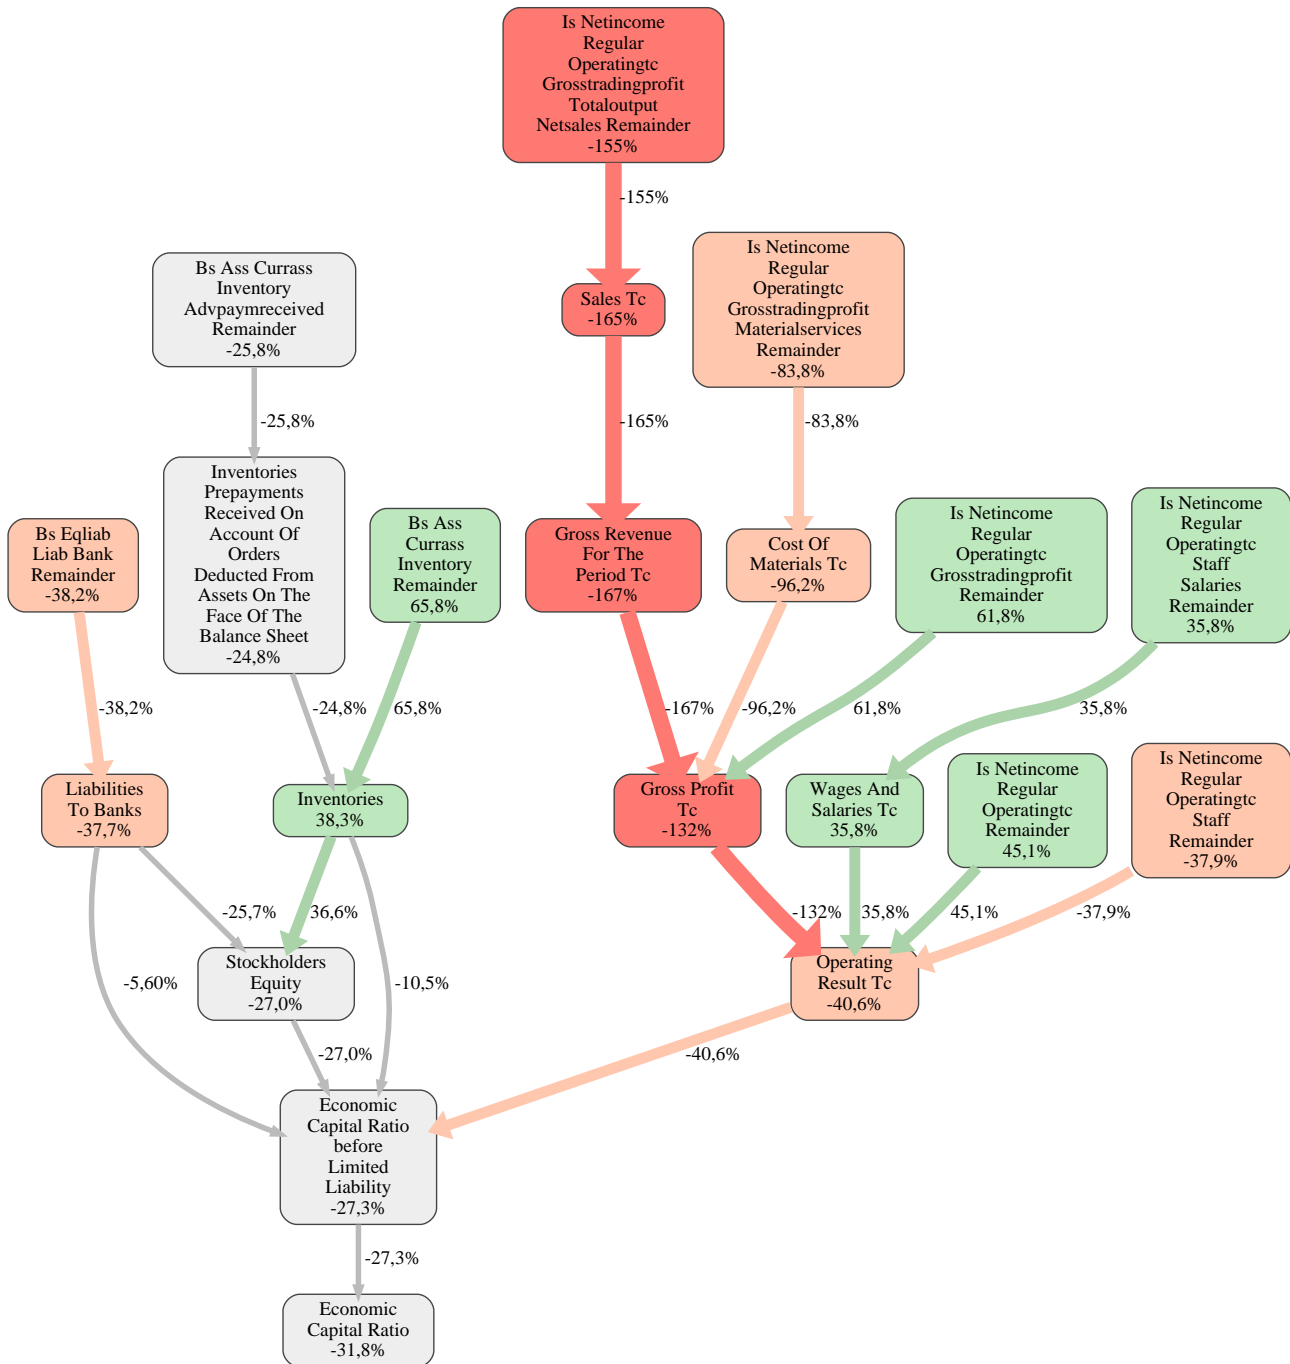 Is Netincome
Regular
Operatingtc
Grosstradingprofit
Totaloutput
Netsales Remainder
-155%
-155%
Bs Ass Currass
Inventory
Advpaymreceived
Remainder
-25,8%
Sales Tc
-165%
Is Netincome
Regular
Operatingtc
Grosstradingprofit
Materialservices
Remainder
-83,8%
-25,8%
-165%
-83,8%
Bs Eqliab
Liab Bank
Remainder
-38,2%
Inventories
Prepayments
Received On
Account Of
Orders
Deducted From
Assets On The
Face Of The
Balance Sheet
-24,8%
Bs Ass
Currass
Inventory
Remainder
65,8%
Gross Revenue
For The
Period Tc
-167%
Cost Of
Materials Tc
-96,2%
Is Netincome
Regular
Operatingtc
Grosstradingprofit
Remainder
61,8%
Is Netincome
Regular
Operatingtc
Staff
Salaries
Remainder
35,8%
-38,2%
-24,8%
65,8%
-167%
-96,2%
61,8%
35,8%
Liabilities
To Banks
-37,7%
Inventories
38,3%
Gross Profit
Tc
-132%
Wages And
Salaries Tc
35,8%
Is Netincome
Regular
Operatingtc
Remainder
45,1%
Is Netincome
Regular
Operatingtc
Staff
Remainder
-37,9%
-25,7%
36,6%
-132%
35,8%
45,1%
-37,9%
-5,60%
Stockholders
Equity
-27,0%
-10,5%
Operating
Result Tc
-40,6%
-27,0%
-40,6%
Economic
Capital Ratio
before
Limited
Liability
-27,3%
-27,3%
Economic
Capital Ratio
-31,8%